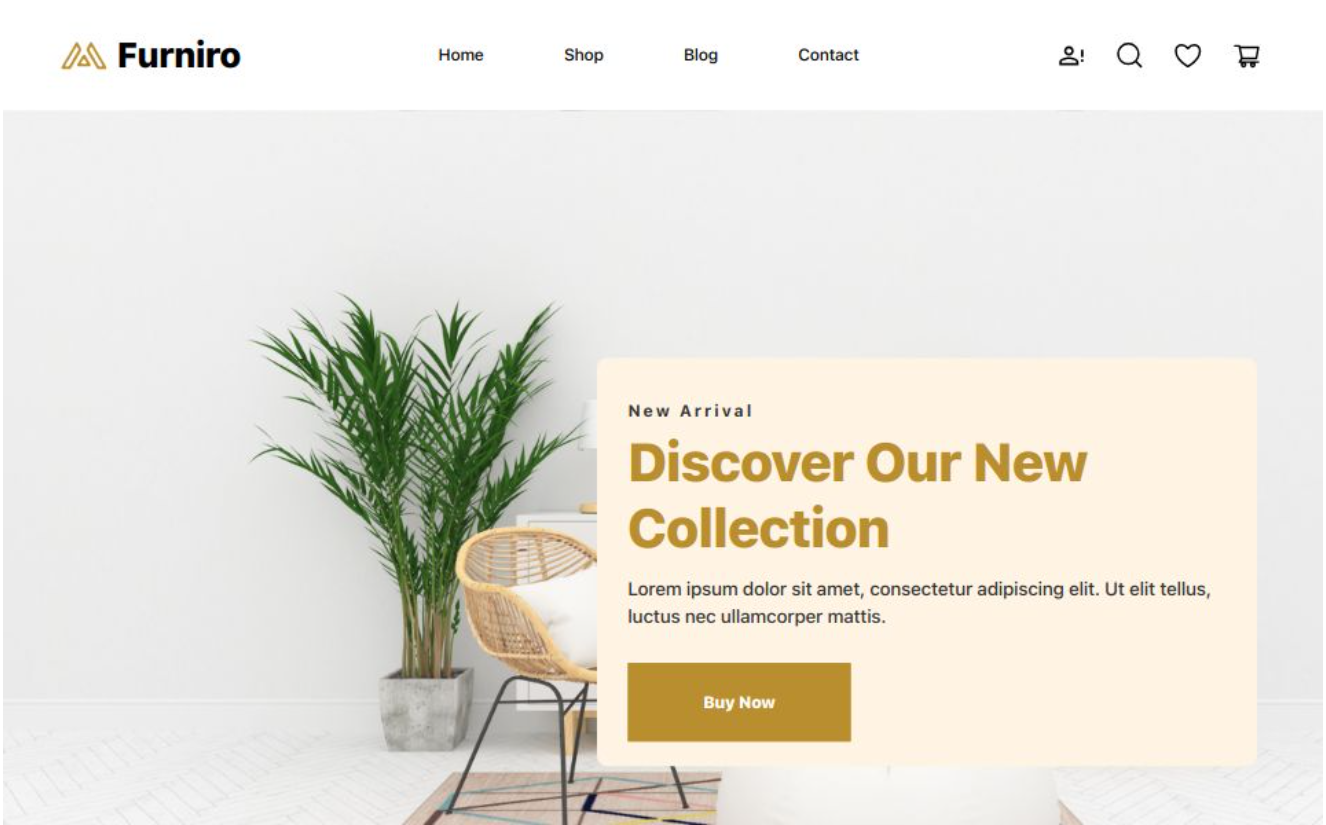 Furniro
Home
Shop
Blog
Contact
New Arrival
Discover Our New
Collection
Lorem ipsum dolor sit amet, consectetur adipiscing elit. Ut elit tellus,
luctus nec ullamcorper mattis.
Buy Now